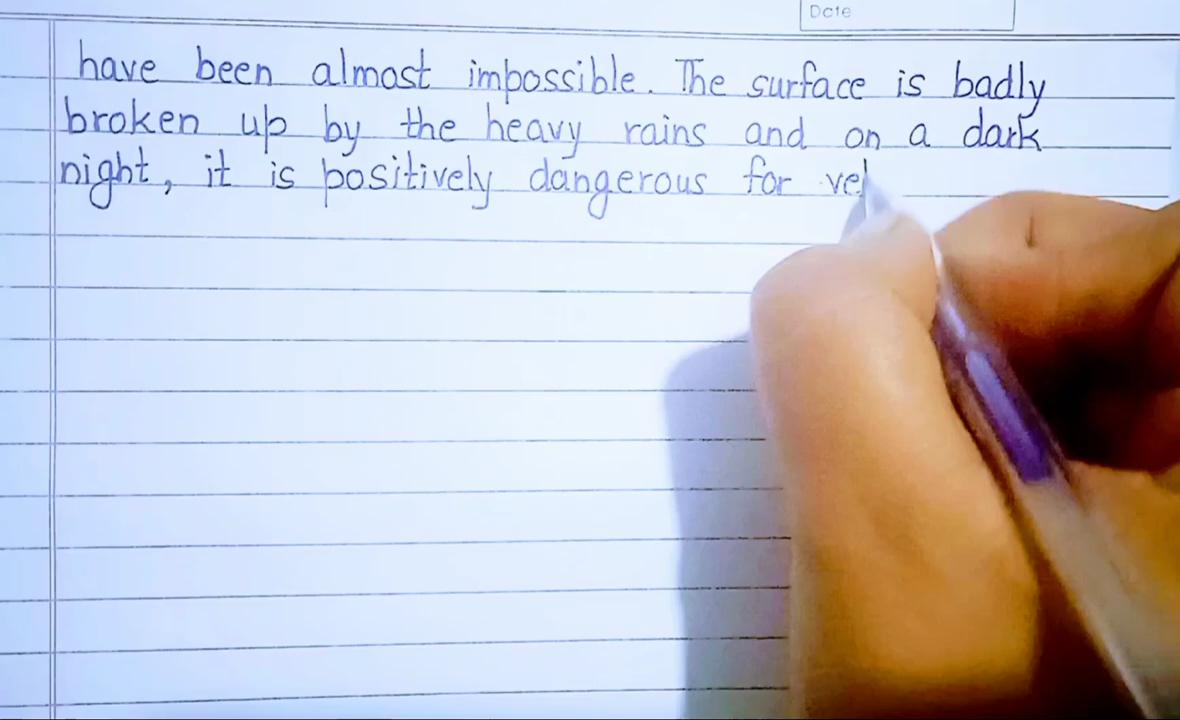 Date
have been almost impossible. The surface is badly
broken up by the heavy rains and on a dark
night, it is positively dangerous for